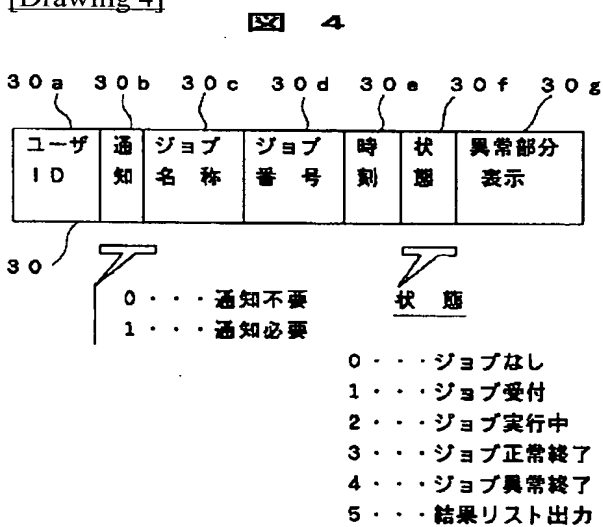 [Drawing 4]
図 4
30a 30b 30c 30d 30e 30f 30g
ユーザ 通 ジョブ ジョブ 時 状 異常部分
ID 知 名 称 番 号 刻 態 表示
30
0・・・通知不要
1・・・通知必要
状 態
0・・・ジョブなし
1・・・ジョブ受付
2・・・ジョブ実行中
3・・・ジョブ正常終了
4・・・ジョブ異常終了
5・・・結果リスト出力